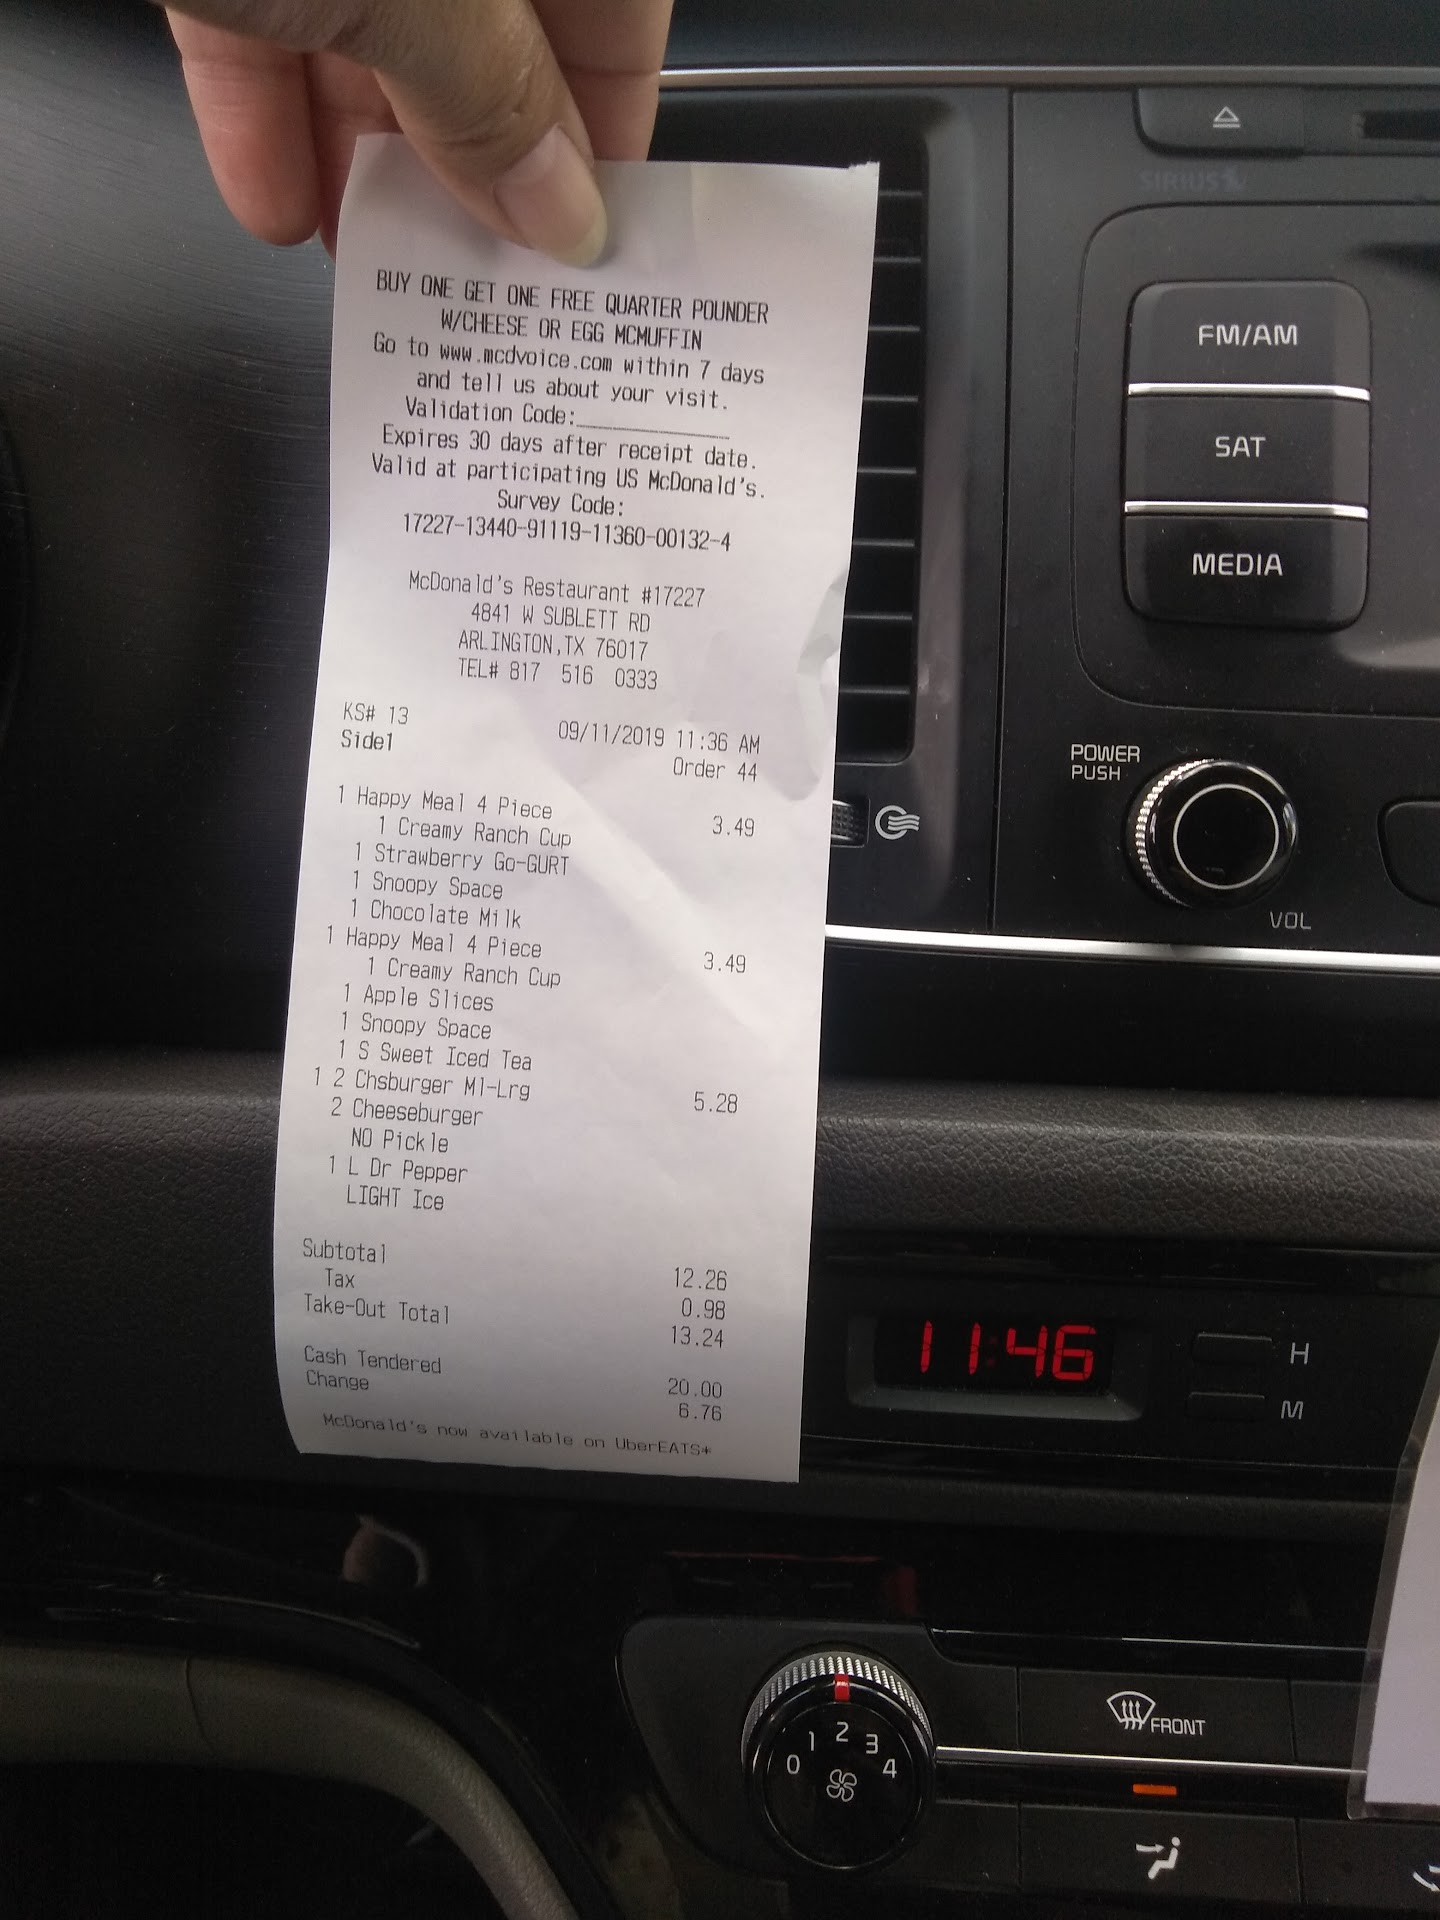 BUY ONE GET ONE FREE QUARTER POUNDER
W/CHEESE OR EGG MCMUFFIN
Go to www.mcdvoice.com within 7 days
and tell us about your visit.
Validation Code:______________
Expires 30 days after receipt date.
Valid at participating US McDonald's.
Survey Code:
17227-13440-91119-11360-00132-4
McDonald's Restaurant #17227
4841 W SUBLETT RD
ARLINGTON,TX 76017
TEL# 817 516 0333
KS# 13 09/11/2019 11:36 AM
Side1 Order 44
1 Happy Meal 4 Piece 3.49
1 Creamy Ranch Cup
1 Strawberry Go-GURT
1 Snoopy Space
1 Chocolate Milk
1 Happy Meal 4 Piece 3.49
1 Creamy Ranch Cup
1 Apple Slices
1 Snoopy Space
1 S Sweet Iced Tea
1 2 Chsburger Ml-Lrg 5.28
2 Cheeseburger
NO Pickle
1 L Dr Pepper
LIGHT Ice
Subtotal 12.26
Tax 0.98
Take-Out Total 13.24
Cash Tendered 20.00
Change 6.76
McDonald's now available on UberEATS*
SIRIUS
FM/AM
SAT
MEDIA
POWER
PUSH
VOL
11:46
H
M
0 1 2 3 4
FRONT